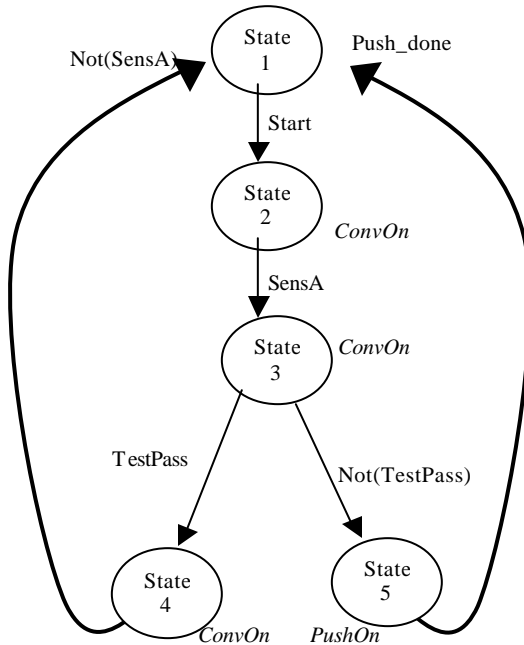 State
1
Push_done
Not(SensA)
Start
State
2
ConvOn
SensA
State
3
ConvOn
TestPass
Not(TestPass)
State
4
ConvOn
State
5
PushOn